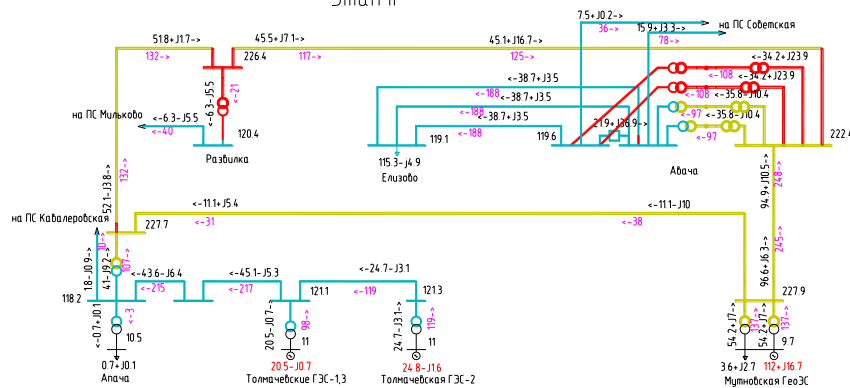 7.5+J0.2->
36->
15.9+J3.3->
78->
на ПС Советская
51.8+J1.7->
132->
45.5+J7.1->
117->
45.1+J16.7->
125->
226.4
<-6.3-J5.5
<-21
<-34.2+J23.9
<-108
<-34.2+J23.9
<-108
<-38.7+J3.5
<-188
<-38.7+J3.5
<-188
<-38.7+J3.5
<-188
<-35.8-J10.4
<-97
<-35.8-J10.4
<-97
на ПС Мильково
<-6.3-J5.5
<-40
120.4
Развилка
119.1
115.3-J4.9
Елизово
119.6
Авача
222.4
52.1-J3.8->
132->
94.9+J10.5->
248->
на ПС Кавалеровская
227.7
<-11.1+J5.4
<-31
<-11.1-J10
<-38
1.8-J0.9->
10->
41-J9.2->
107->
96.6+J6.3->
245->
<-43.6-J6.4
<-215
<-45.1-J5.3
<-217
<-24.7-J3.1
<-119
118.2
121.1
121.3
227.9
<-0.7+J0.1
<-3
10.5
20.5-J0.7->
98->
11
24.7-J3.1->
119->
11
54.2+J7->
137->
54.2+J7->
137->
9.7
0.7+J0.1
20.5-J0.7
24.8-J1.6
3.6+J2.7
112+J16.7
Апача
Толмачевские ГЭС-1,3
Толмачевская ГЭС-2
Мутновская ГеоЭС